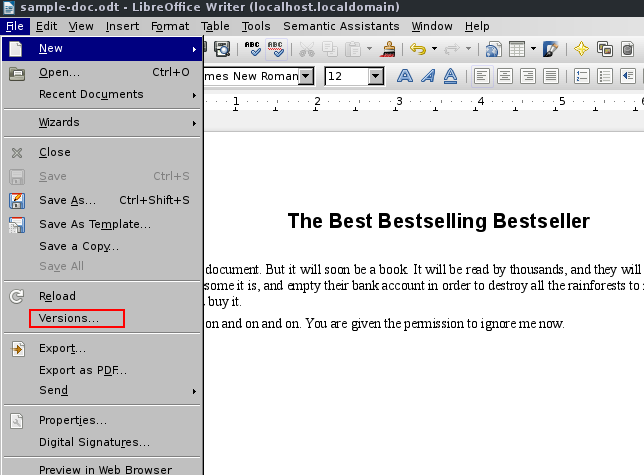 sample-doc.odt - LibreOffice Writer (localhost.localdomain)
File Edit View Insert Format Table Tools Semantic Assistants Window Help
New
Open... Ctrl+O
Recent Documents
Wizards
Close
Save Ctrl+S
Save As... Ctrl+Shift+S
Save As Template...
Save a Copy...
Save All
Reload
Versions...
Export...
Export as PDF...
Send
Properties...
Digital Signatures...
Preview in Web Browser
ABC ABC
mes New Roman 12
1 2 3 4 5
The Best Bestselling Bestseller
document. But it will soon be a book. It will be read by thousands, and they will
some it is, and empty their bank account in order to destroy all the rainforests to
buy it.
on and on and on. You are given the permission to ignore me now.